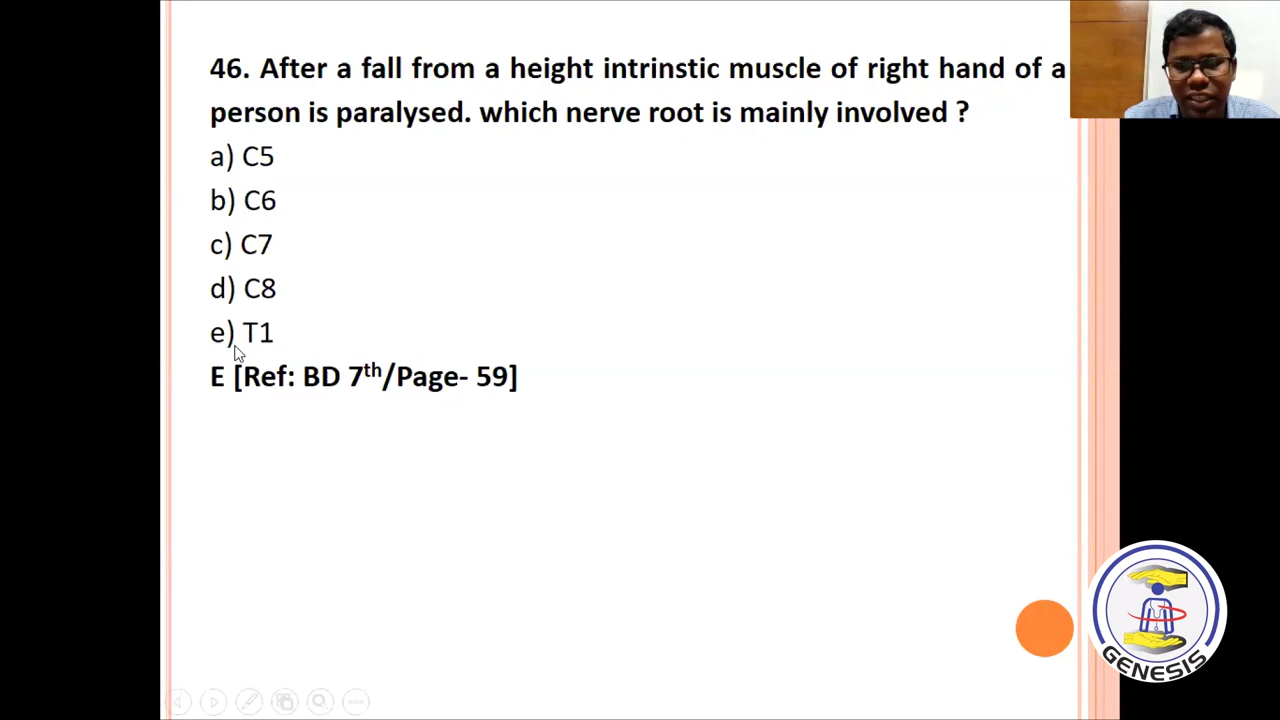 46. After a fall from a height intrinstic muscle of right hand of a
person is paralysed. which nerve root is mainly involved ?
a) C5
b) C6
c) C7
d) C8
e) T1
E [Ref: BD 7th/Page- 59]
GENESIS